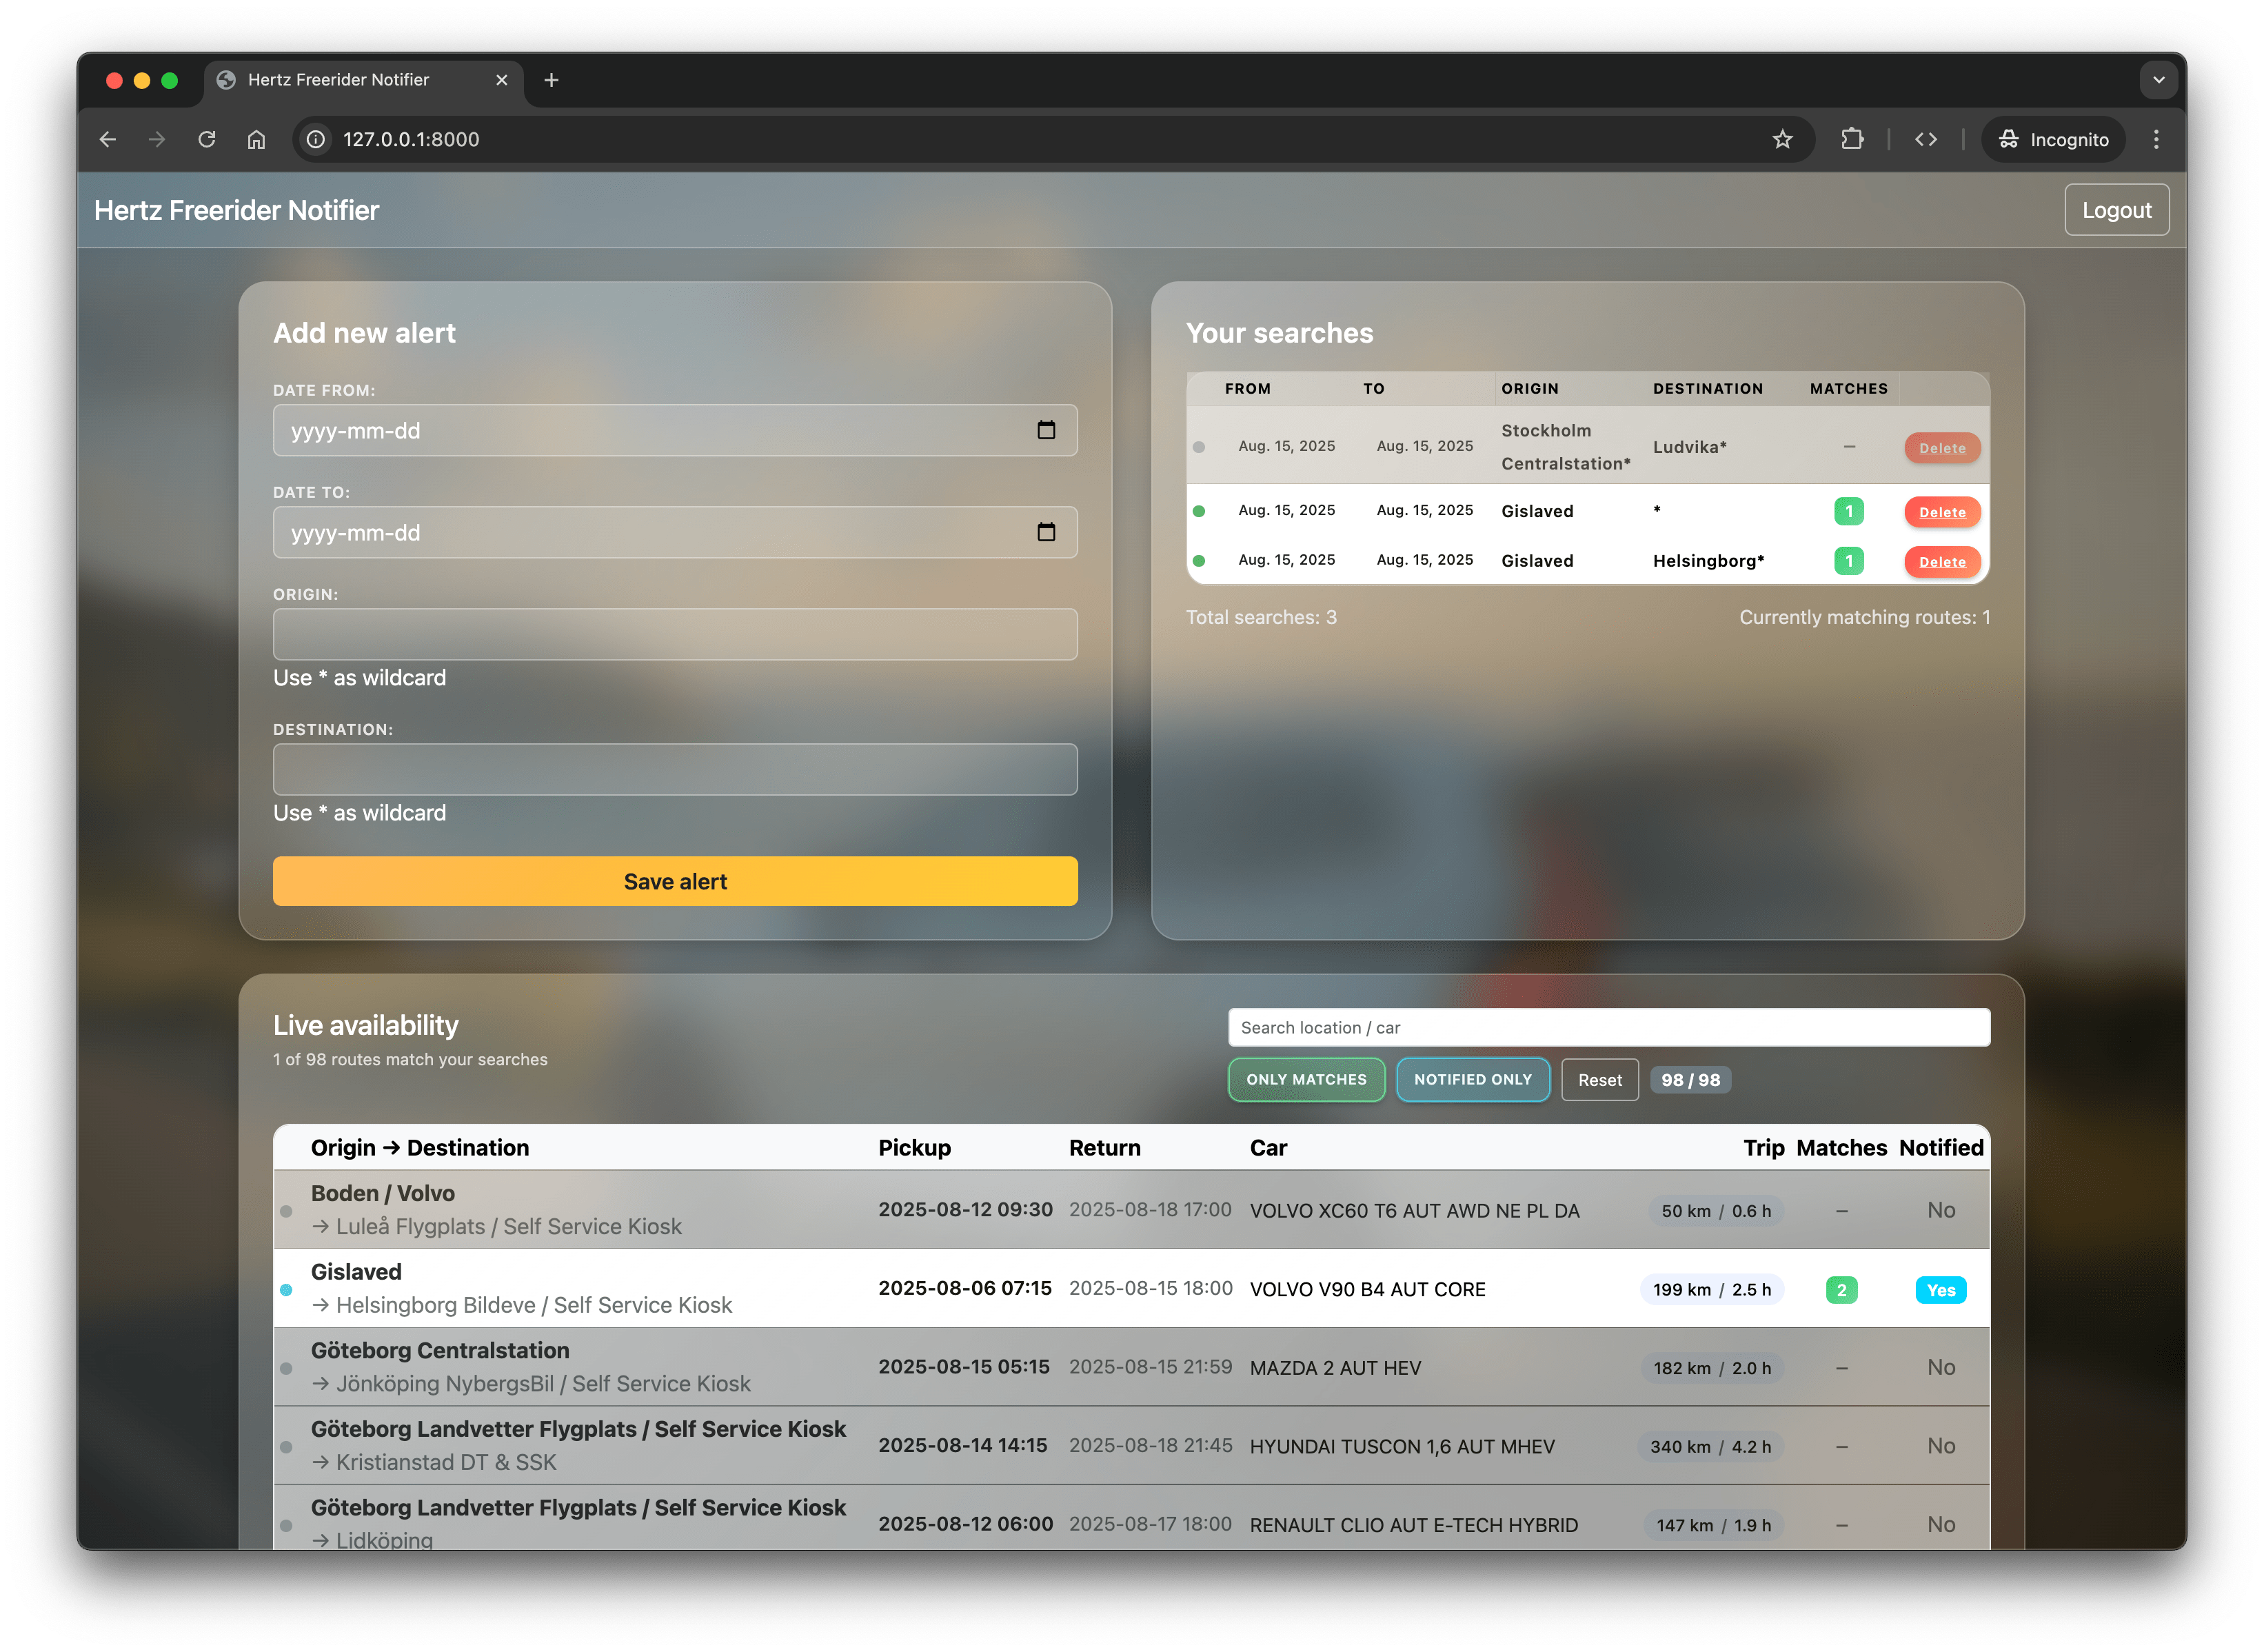 Hertz Freerider Notifier
127.0.0.1:8000
Incognito
Hertz Freerider Notifier
Logout
Add new alert
DATE FROM:
yyyy-mm-dd
DATE TO:
yyyy-mm-dd
ORIGIN:
Use * as wildcard
DESTINATION:
Use * as wildcard
Save alert
Your searches
FROM TO ORIGIN DESTINATION MATCHES
Aug. 15, 2025 Aug. 15, 2025 Stockholm Centralstation* Ludvika* – Delete
Aug. 15, 2025 Aug. 15, 2025 Gislaved * 1 Delete
Aug. 15, 2025 Aug. 15, 2025 Gislaved Helsingborg* 1 Delete
Total searches: 3 Currently matching routes: 1
Live availability
1 of 98 routes match your searches
Search location / car
ONLY MATCHES NOTIFIED ONLY Reset 98 / 98
Origin → Destination Pickup Return Car Trip Matches Notified
Boden / Volvo
→ Luleå Flygplats / Self Service Kiosk
2025-08-12 09:30 2025-08-18 17:00 VOLVO XC60 T6 AUT AWD NE PL DA 50 km / 0.6 h – No
Gislaved
→ Helsingborg Bildeve / Self Service Kiosk
2025-08-06 07:15 2025-08-15 18:00 VOLVO V90 B4 AUT CORE 199 km / 2.5 h 2 Yes
Göteborg Centralstation
→ Jönköping NybergsBil / Self Service Kiosk
2025-08-15 05:15 2025-08-15 21:59 MAZDA 2 AUT HEV 182 km / 2.0 h – No
Göteborg Landvetter Flygplats / Self Service Kiosk
→ Kristianstad DT & SSK
2025-08-14 14:15 2025-08-18 21:45 HYUNDAI TUSCON 1,6 AUT MHEV 340 km / 4.2 h – No
Göteborg Landvetter Flygplats / Self Service Kiosk
→ Lidköping
2025-08-12 06:00 2025-08-17 18:00 RENAULT CLIO AUT E-TECH HYBRID 147 km / 1.9 h – No